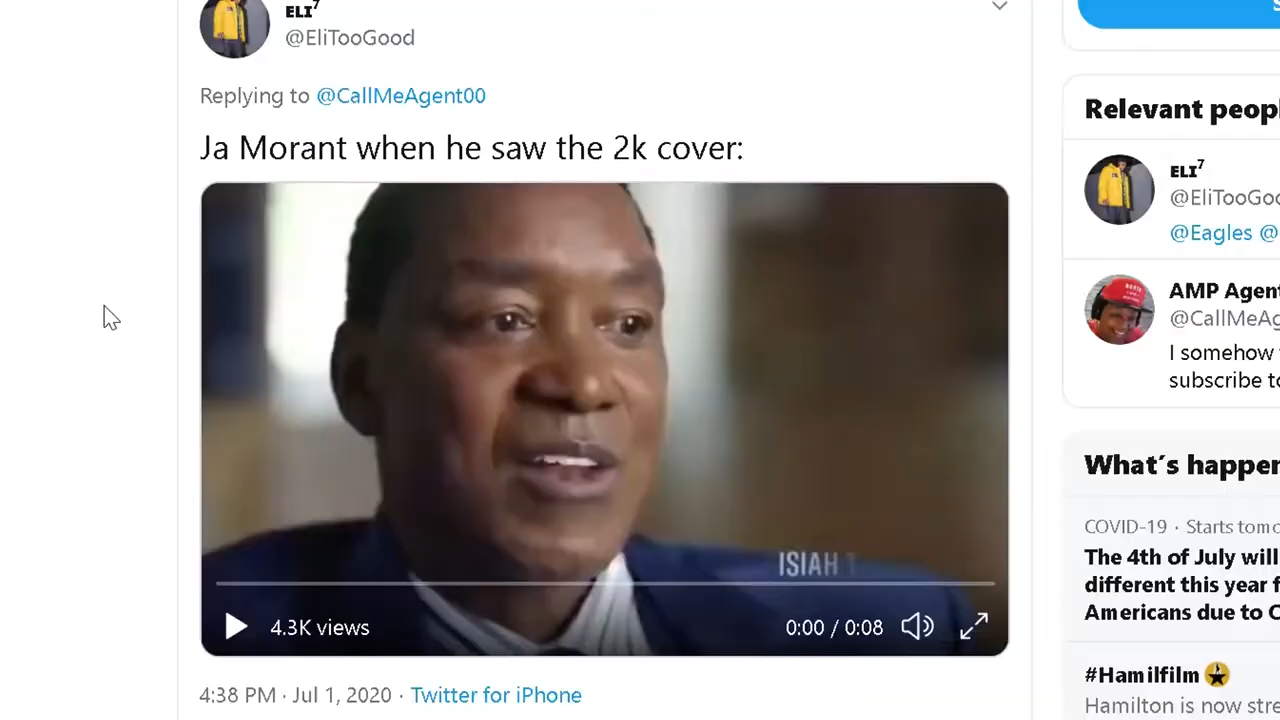 ELI⁷
@EliTooGood
Replying to @CallMeAgent00
Ja Morant when he saw the 2k cover:
ISIAH
4.3K views
0:00 / 0:08
4:38 PM · Jul 1, 2020 · Twitter for iPhone
Relevant peop
ELI⁷
@EliTooGoo
@Eagles @
AMP Agent
@CallMeAg
I somehow
subscribe to
What's happen
COVID-19 · Starts tomo
The 4th of July will
different this year f
Americans due to C
#Hamilfilm
Hamilton is now stre